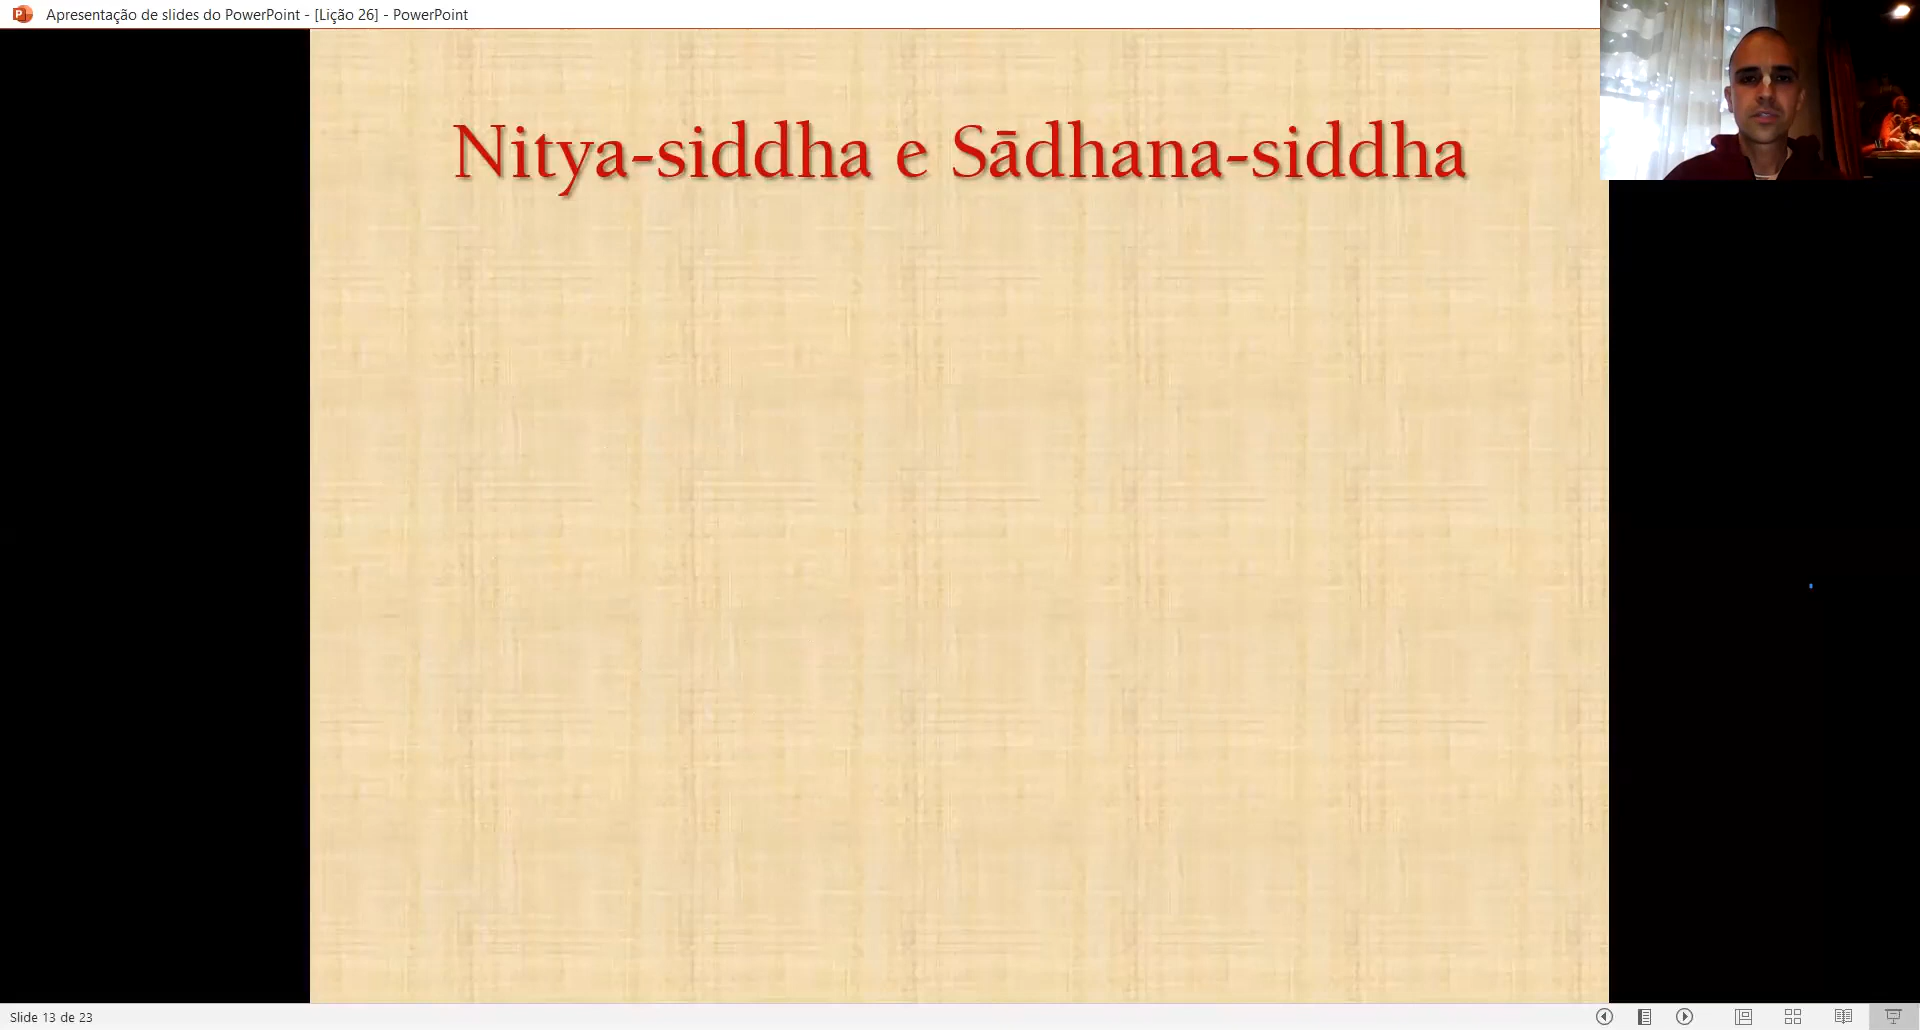 Apresentação de slides do PowerPoint - [Lição 26] - PowerPoint
Nitya-siddha e Sādhana-siddha
Slide 13 de 23